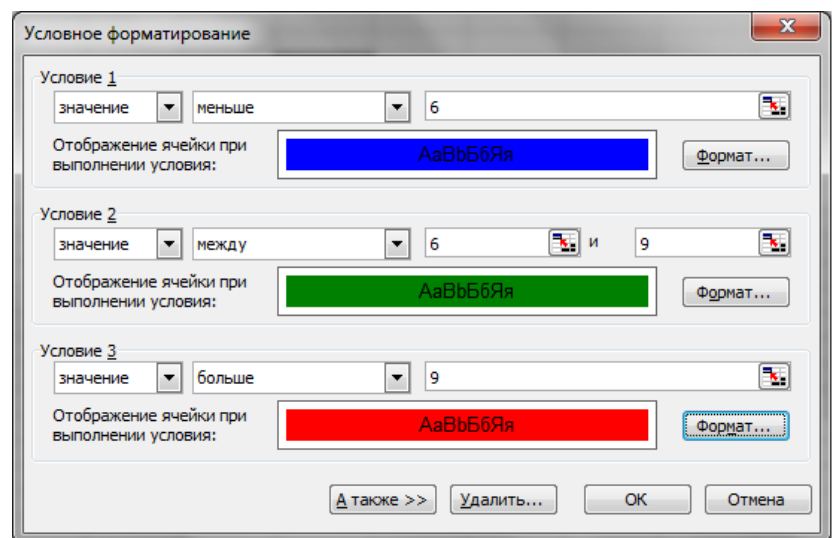 Условное форматирование
X
Условие 1
значение меньше 6
Отображение ячейки при
выполнении условия:
АаВbБбЯя
Формат...
Условие 2
значение между 6 и 9
Отображение ячейки при
выполнении условия:
АаВbБбЯя
Формат...
Условие 3
значение больше 9
Отображение ячейки при
выполнении условия:
АаВbБбЯя
Формат...
А также >> Удалить... ОК Отмена